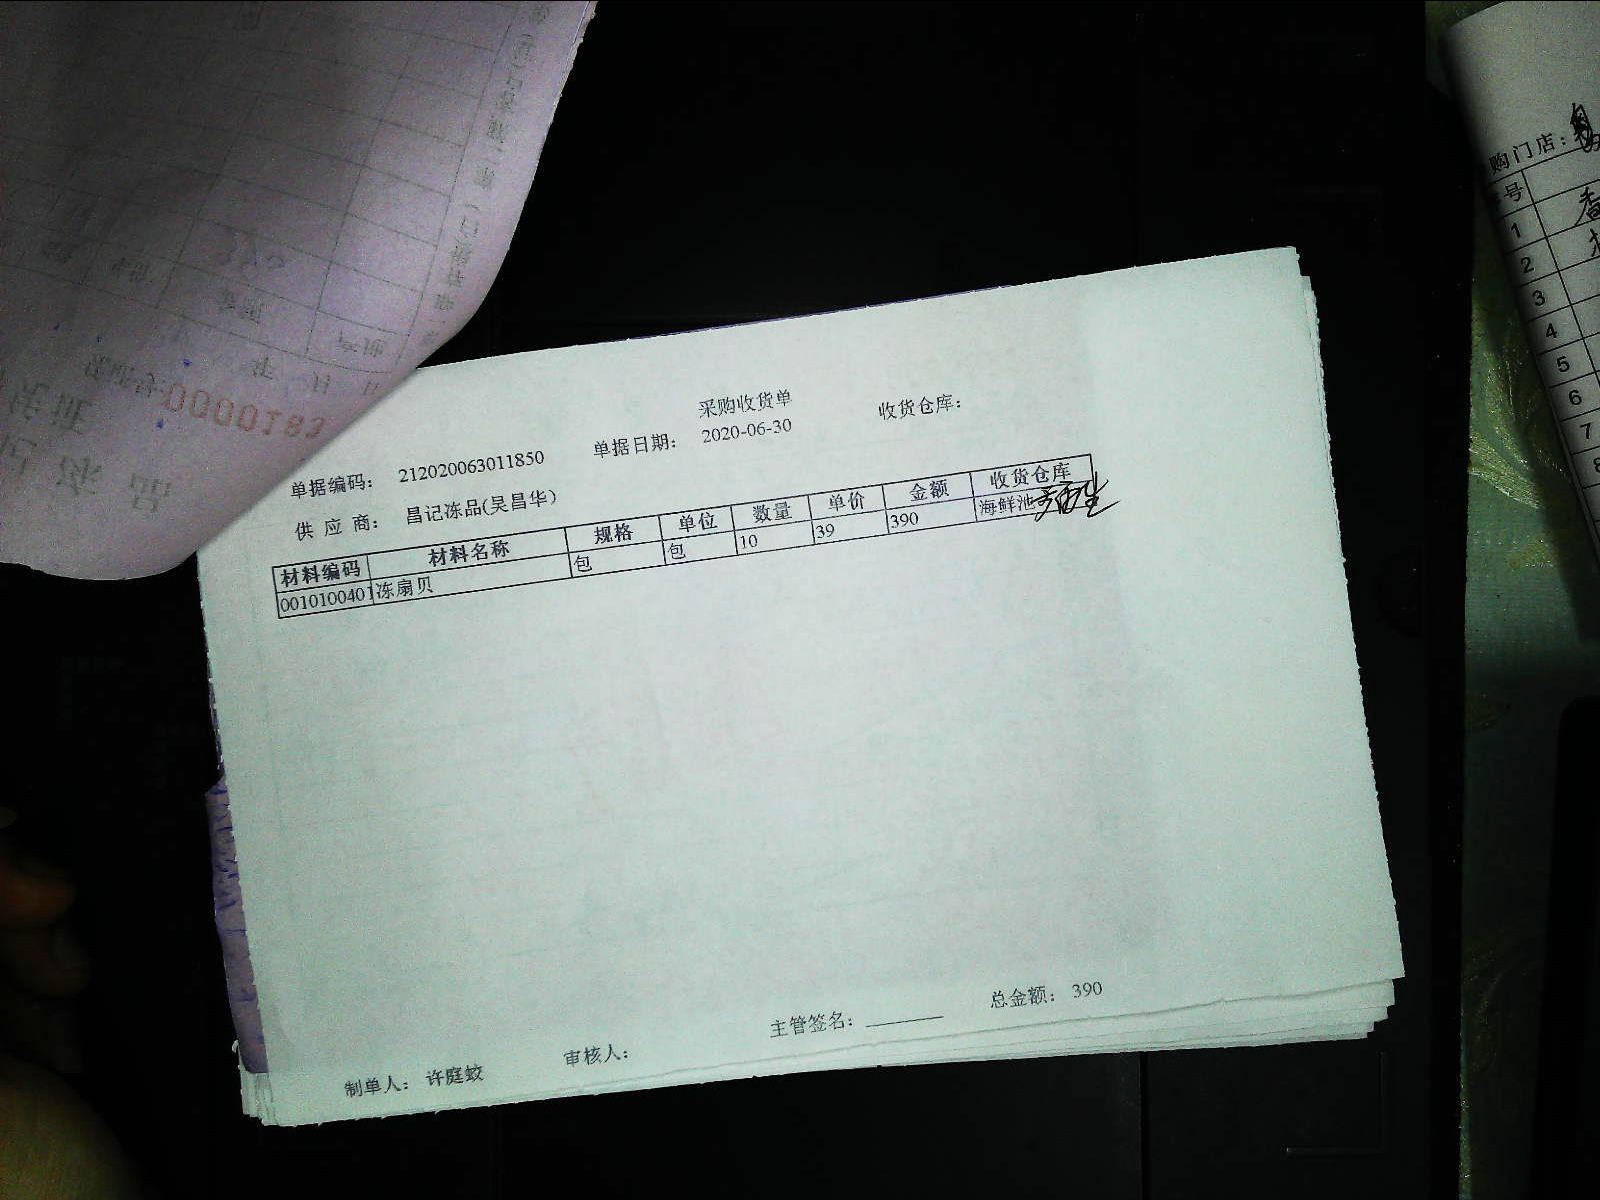 采购收货单
单据编码： 212020063011850 单据日期： 2020-06-30 收货仓库：
供 应 商： 昌记冻品(吴昌华)
材料编码 材料名称 规格 单位 数量 单价 金额 收货仓库
0010100401 冻扇贝 包 包 10 39 390 海鲜池
总金额： 390
主管签名：
制单人： 许庭蛟 审核人：
0000183
购门店：
号
1
2
3
4
5
6
7
8